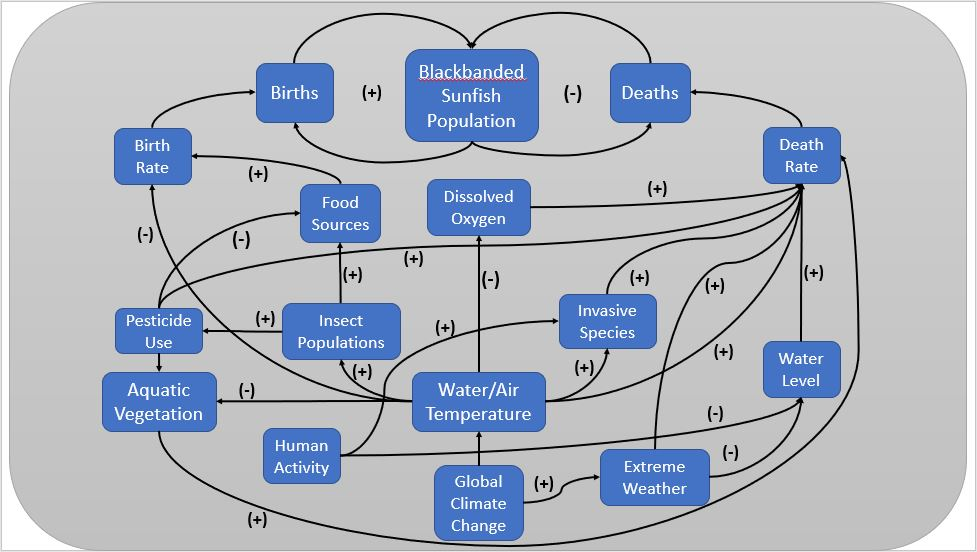 Births
(+)
Blackbanded
Sunfish
Population
(-)
Deaths
Birth
Rate
(+)
Food
Sources
Dissolved
Oxygen
(+)
Death
Rate
(-)
(-)
(+)
(+)
(-)
(+)
(+)
(+)
Pesticide
Use
(+)
Insect
Populations
(+)
Invasive
Species
(+)
(+)
(+)
Water
Level
Aquatic
Vegetation
(-)
Water/Air
Temperature
(-)
Human
Activity
(-)
Global
Climate
Change
(+)
Extreme
Weather
(+)